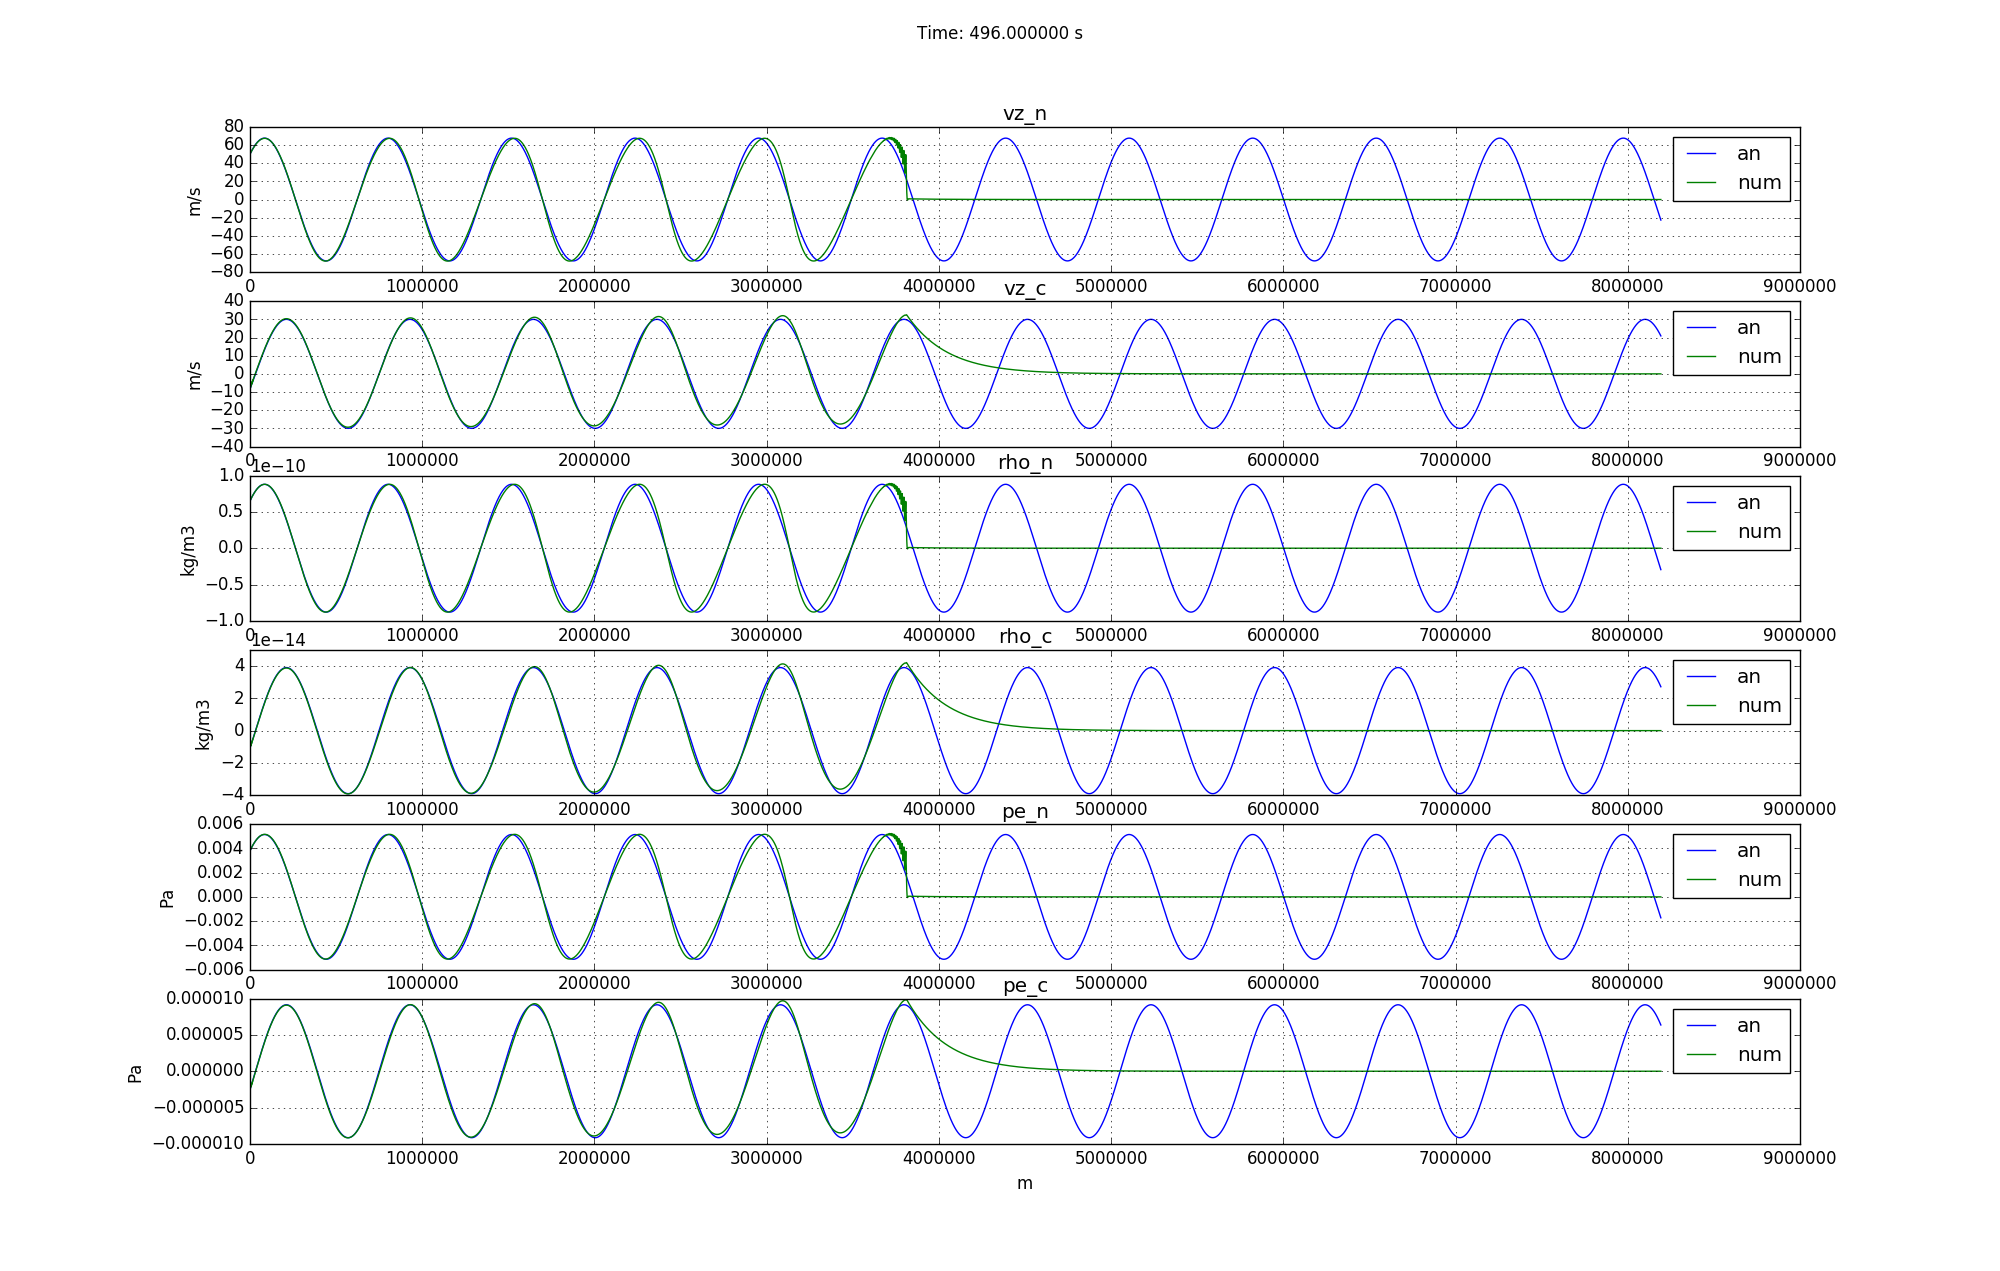 Time: 496.000000 s
vz_n
80
60
40
20
0
−20
−40
−60
−80
m/s
an
num
0 1000000 2000000 3000000 4000000 5000000 6000000 7000000 8000000 9000000
vz_c
40
30
20
10
0
−10
−20
−30
−40
m/s
an
num
0 1000000 2000000 3000000 4000000 5000000 6000000 7000000 8000000 9000000
1e−10
rho_n
1.0
0.5
0.0
−0.5
−1.0
kg/m3
an
num
0 1000000 2000000 3000000 4000000 5000000 6000000 7000000 8000000 9000000
1e−14
rho_c
4
2
0
−2
−4
kg/m3
an
num
0 1000000 2000000 3000000 4000000 5000000 6000000 7000000 8000000 9000000
pe_n
0.006
0.004
0.002
0.000
−0.002
−0.004
−0.006
Pa
an
num
0 1000000 2000000 3000000 4000000 5000000 6000000 7000000 8000000 9000000
pe_c
0.000010
0.000005
0.000000
−0.000005
−0.000010
Pa
an
num
0 1000000 2000000 3000000 4000000 5000000 6000000 7000000 8000000 9000000
m